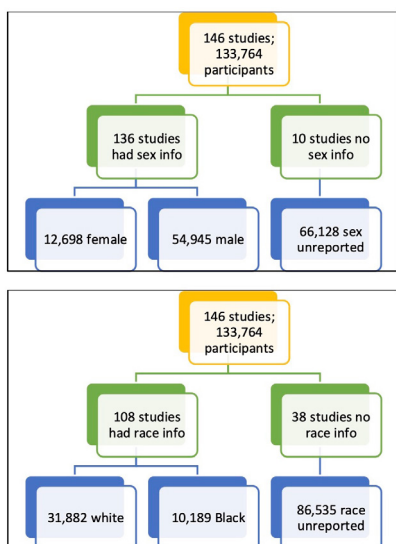 146 studies;
133,764
participants
136 studies
had sex info
10 studies no
sex info
12,698 female
54,945 male
66,128 sex
unreported
146 studies;
133,764
participants
108 studies
had race info
38 studies no
race info
31,882 white
10,189 Black
86,535 race
unreported